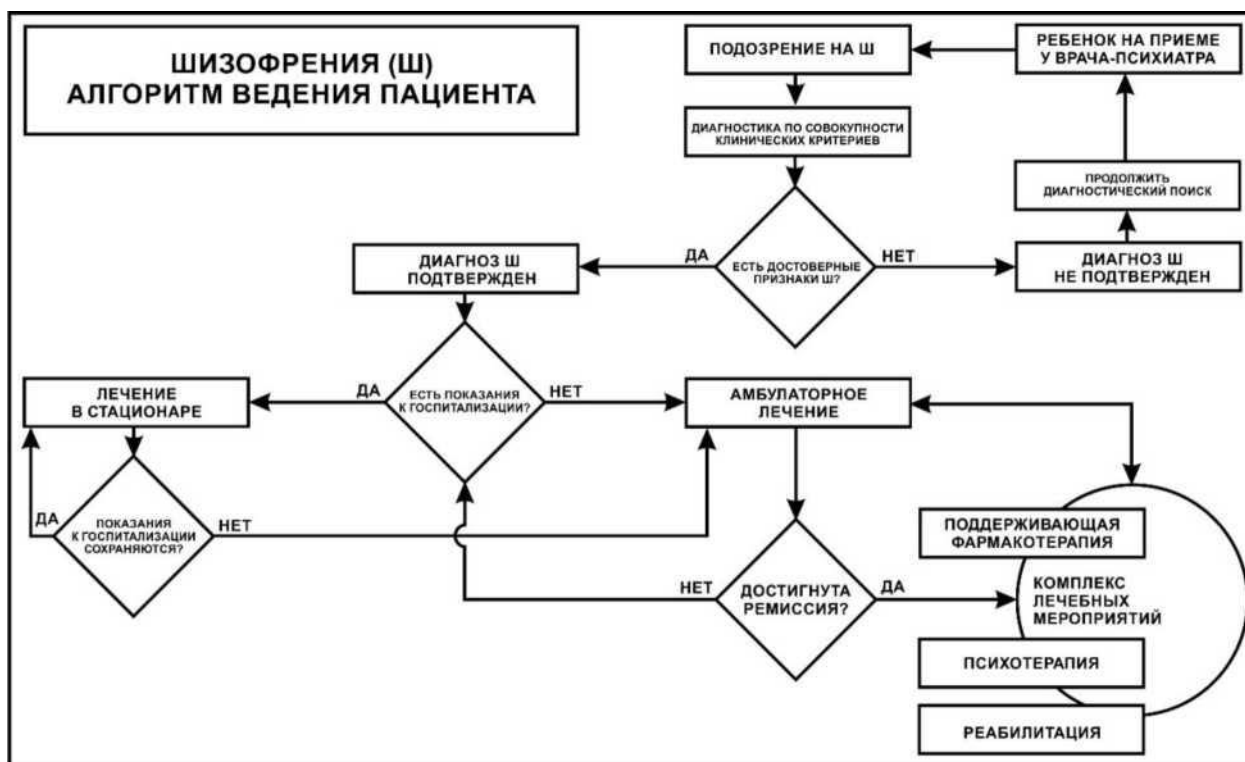 ШИЗОФРЕНИЯ (Ш)
АЛГОРИТМ ВЕДЕНИЯ ПАЦИЕНТА
ПОДОЗРЕНИЕ НА Ш
РЕБЕНОК НА ПРИЕМЕ
У ВРАЧА-ПСИХИАТРА
ДИАГНОСТИКА ПО СОВОКУПНОСТИ
КЛИНИЧЕСКИХ КРИТЕРИЕВ
ПРОДОЛЖИТЬ
ДИАГНОСТИЧЕСКИЙ ПОИСК
ДИАГНОЗ Ш
ПОДТВЕРЖДЕН
ДА
ЕСТЬ ДОСТОВЕРНЫЕ
ПРИЗНАКИ Ш?
НЕТ
ДИАГНОЗ Ш
НЕ ПОДТВЕРЖДЕН
ЛЕЧЕНИЕ
В СТАЦИОНАРЕ
ДА
ЕСТЬ ПОКАЗАНИЯ
К ГОСПИТАЛИЗАЦИИ?
НЕТ
АМБУЛАТОРНОЕ
ЛЕЧЕНИЕ
ДА
ПОКАЗАНИЯ
К ГОСПИТАЛИЗАЦИИ
СОХРАНЯЮТСЯ?
НЕТ
НЕТ
ДОСТИГНУТА
РЕМИССИЯ?
ДА
ПОДДЕРЖИВАЮЩАЯ
ФАРМАКОТЕРАПИЯ
КОМПЛЕКС
ЛЕЧЕБНЫХ
МЕРОПРИЯТИЙ
ПСИХОТЕРАПИЯ
РЕАБИЛИТАЦИЯ